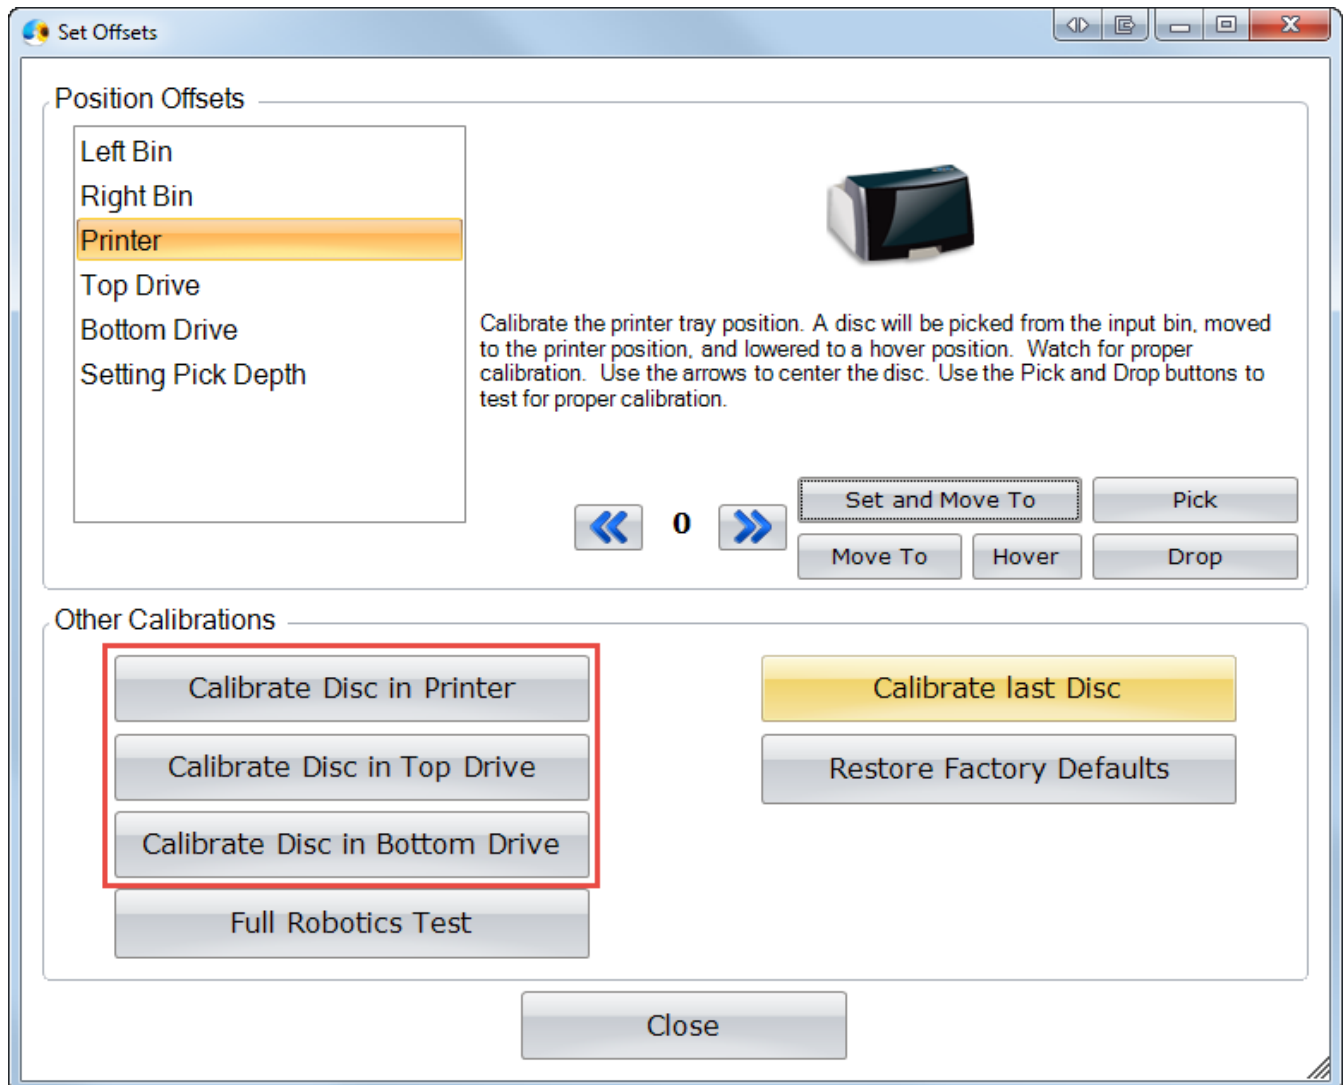 Set Offsets
Position Offsets
Left Bin
Right Bin
Printer
Top Drive
Bottom Drive
Setting Pick Depth
Calibrate the printer tray position. A disc will be picked from the input bin, moved
to the printer position, and lowered to a hover position. Watch for proper
calibration. Use the arrows to center the disc. Use the Pick and Drop buttons to
test for proper calibration.
0
Set and Move To
Pick
Move To
Hover
Drop
Other Calibrations
Calibrate Disc in Printer
Calibrate last Disc
Calibrate Disc in Top Drive
Restore Factory Defaults
Calibrate Disc in Bottom Drive
Full Robotics Test
Close